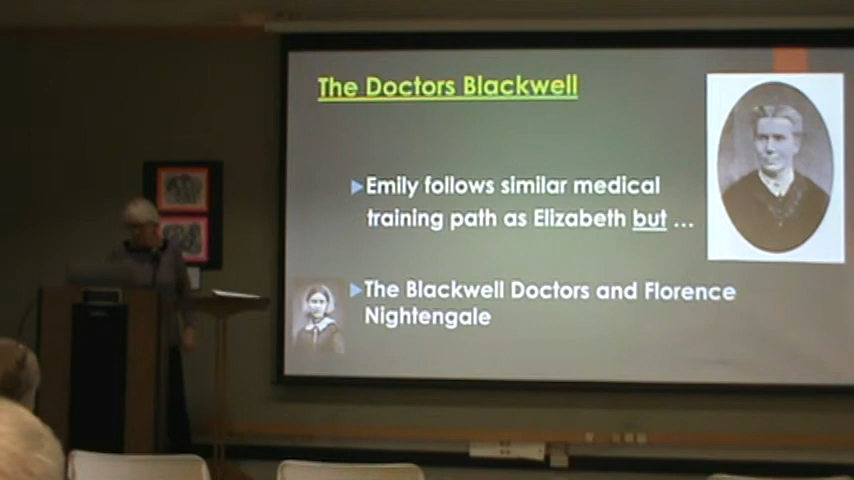 The Doctors Blackwell
Emily follows similar medical
training path as Elizabeth but ...
The Blackwell Doctors and Florence
Nightengale